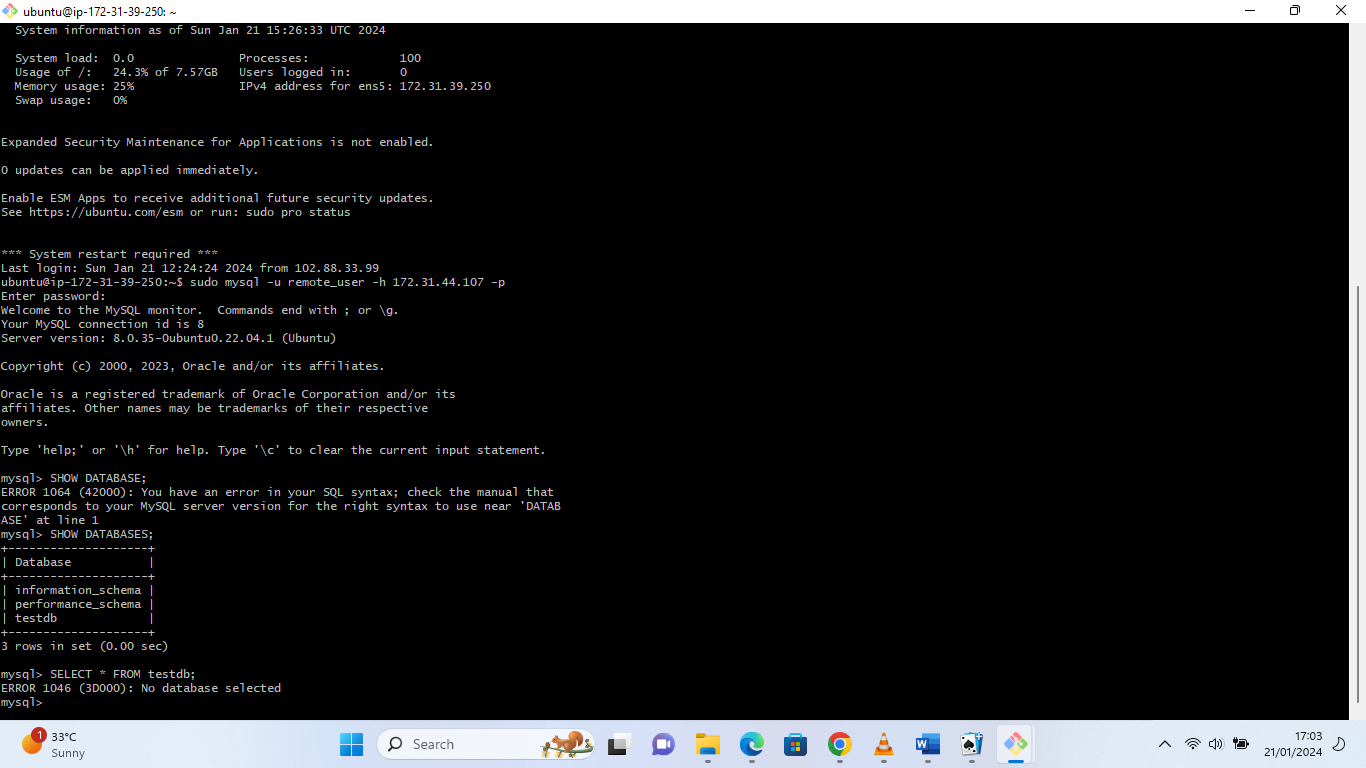 ubuntu@ip-172-31-39-250: ~
System information as of Sun Jan 21 15:26:33 UTC 2024
System load:  0.0                Processes:             100
Usage of /:   24.3% of 7.57GB   Users logged in:       0
Memory usage: 25%                IPv4 address for ens5: 172.31.39.250
Swap usage:   0%
Expanded Security Maintenance for Applications is not enabled.
0 updates can be applied immediately.
Enable ESM Apps to receive additional future security updates.
See https://ubuntu.com/esm or run: sudo pro status
*** System restart required ***
Last login: Sun Jan 21 12:24:24 2024 from 102.88.33.99
ubuntu@ip-172-31-39-250:~$ sudo mysql -u remote_user -h 172.31.44.107 -p
Enter password:
Welcome to the MySQL monitor.  Commands end with ; or \g.
Your MySQL connection id is 8
Server version: 8.0.35-0ubuntu0.22.04.1 (Ubuntu)
Copyright (c) 2000, 2023, Oracle and/or its affiliates.
Oracle is a registered trademark of Oracle Corporation and/or its
affiliates. Other names may be trademarks of their respective
owners.
Type 'help;' or '\h' for help. Type '\c' to clear the current input statement.
mysql> SHOW DATABASE;
ERROR 1064 (42000): You have an error in your SQL syntax; check the manual that
corresponds to your MySQL server version for the right syntax to use near 'DATAB
ASE' at line 1
mysql> SHOW DATABASES;
+--------------------+
| Database           |
+--------------------+
| information_schema |
| performance_schema |
| testdb             |
+--------------------+
3 rows in set (0.00 sec)
mysql> SELECT * FROM testdb;
ERROR 1046 (3D000): No database selected
mysql>
1
33°C
Sunny
Search
17:03
21/01/2024